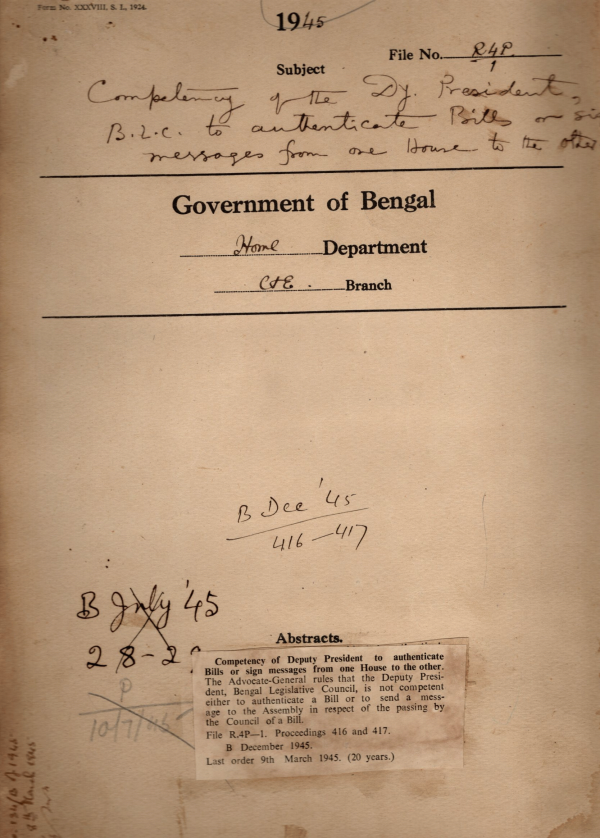 Form No. XXXVIII, S. I., 1924.
1945
File No. R4P
1
Subject
Competency of the Dy. President,
B.L.C. to authenticate Bills or
messages from one House to the other
Government of Bengal
Home Department
C&E. Branch
B Dec '45
416-417
B July '45
28-2
P
10/7/45
Abstracts.
Competency of Deputy President to authenticate
Bills or sign messages from one House to the other.
The Advocate-General rules that the Deputy Presi-
dent, Bengal Legislative Council, is not competent
either to authenticate a Bill or to send a mess-
age to the Assembly in respect of the passing by
the Council of a Bill.
File R.4P—1. Proceedings 416 and 417.
B December 1945.
Last order 9th March 1945. (20 years.)